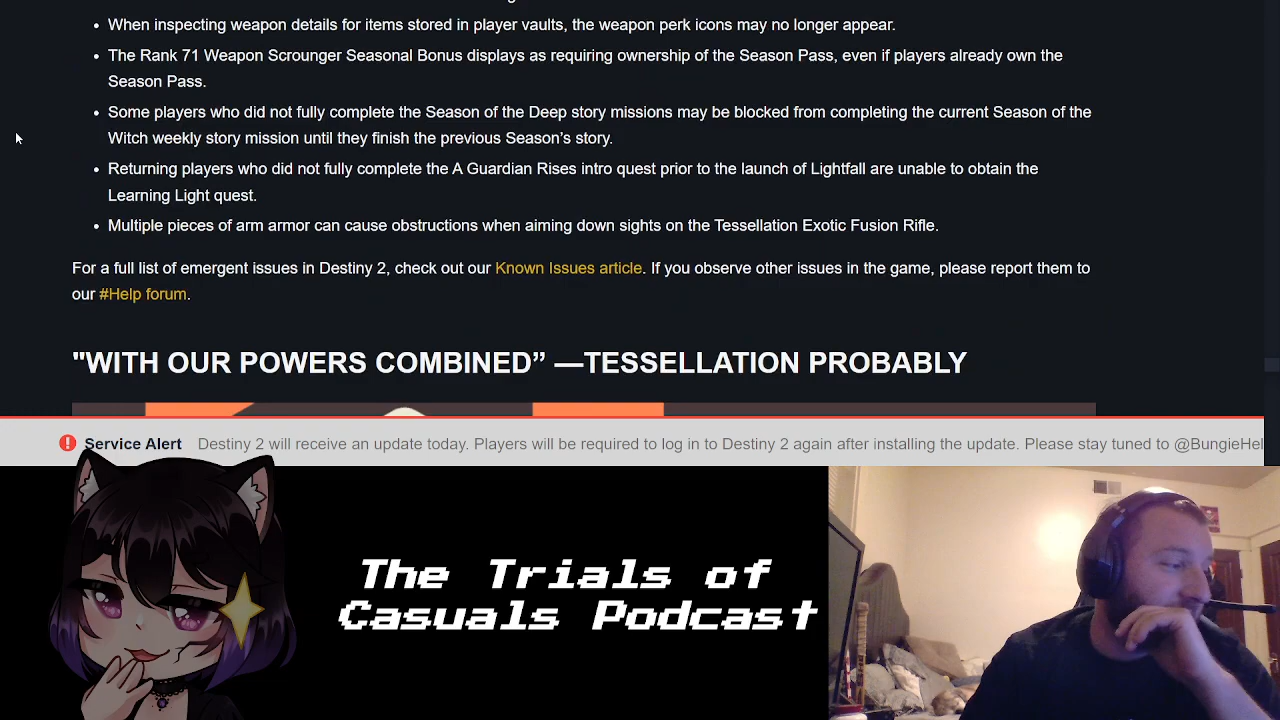 When inspecting weapon details for items stored in player vaults, the weapon perk icons may no longer appear.
The Rank 71 Weapon Scrounger Seasonal Bonus displays as requiring ownership of the Season Pass, even if players already own the
Season Pass.
Some players who did not fully complete the Season of the Deep story missions may be blocked from completing the current Season of the
Witch weekly story mission until they finish the previous Season’s story.
Returning players who did not fully complete the A Guardian Rises intro quest prior to the launch of Lightfall are unable to obtain the
Learning Light quest.
Multiple pieces of arm armor can cause obstructions when aiming down sights on the Tessellation Exotic Fusion Rifle.
For a full list of emergent issues in Destiny 2, check out our Known Issues article. If you observe other issues in the game, please report them to
our #Help forum.
"WITH OUR POWERS COMBINED” —TESSELLATION PROBABLY
Service Alert Destiny 2 will receive an update today. Players will be required to log in to Destiny 2 again after installing the update. Please stay tuned to @BungieHel
The Trials of
Casuals Podcast